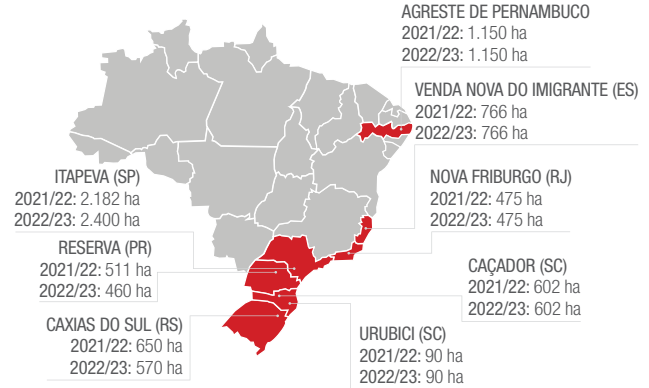 AGRESTE DE PERNAMBUCO
2021/22: 1.150 ha
2022/23: 1.150 ha
VENDA NOVA DO IMIGRANTE (ES)
2021/22: 766 ha
2022/23: 766 ha
ITAPEVA (SP)
2021/22: 2.182 ha
2022/23: 2.400 ha
NOVA FRIBURGO (RJ)
2021/22: 475 ha
2022/23: 475 ha
RESERVA (PR)
2021/22: 511 ha
2022/23: 460 ha
CAÇADOR (SC)
2021/22: 602 ha
2022/23: 602 ha
CAXIAS DO SUL (RS)
2021/22: 650 ha
2022/23: 570 ha
URUBICI (SC)
2021/22: 90 ha
2022/23: 90 ha